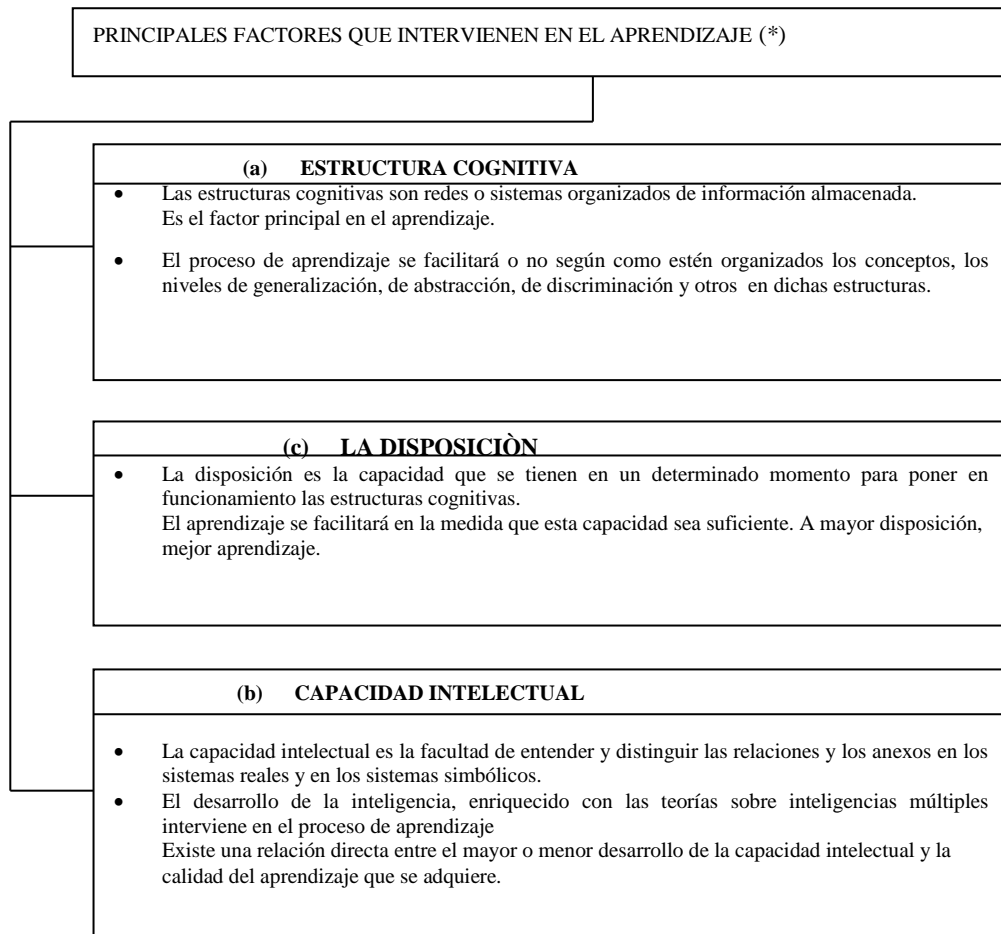 PRINCIPALES FACTORES QUE INTERVIENEN EN EL APRENDIZAJE (*)
(a) ESTRUCTURA COGNITIVA
• Las estructuras cognitivas son redes o sistemas organizados de información almacenada.
Es el factor principal en el aprendizaje.
• El proceso de aprendizaje se facilitará o no según como estén organizados los conceptos, los
niveles de generalización, de abstracción, de discriminación y otros en dichas estructuras.
(c) LA DISPOSICIÒN
• La disposición es la capacidad que se tienen en un determinado momento para poner en
funcionamiento las estructuras cognitivas.
El aprendizaje se facilitará en la medida que esta capacidad sea suficiente. A mayor disposición,
mejor aprendizaje.
(b) CAPACIDAD INTELECTUAL
• La capacidad intelectual es la facultad de entender y distinguir las relaciones y los anexos en los
sistemas reales y en los sistemas simbólicos.
• El desarrollo de la inteligencia, enriquecido con las teorías sobre inteligencias múltiples
interviene en el proceso de aprendizaje
Existe una relación directa entre el mayor o menor desarrollo de la capacidad intelectual y la
calidad del aprendizaje que se adquiere.